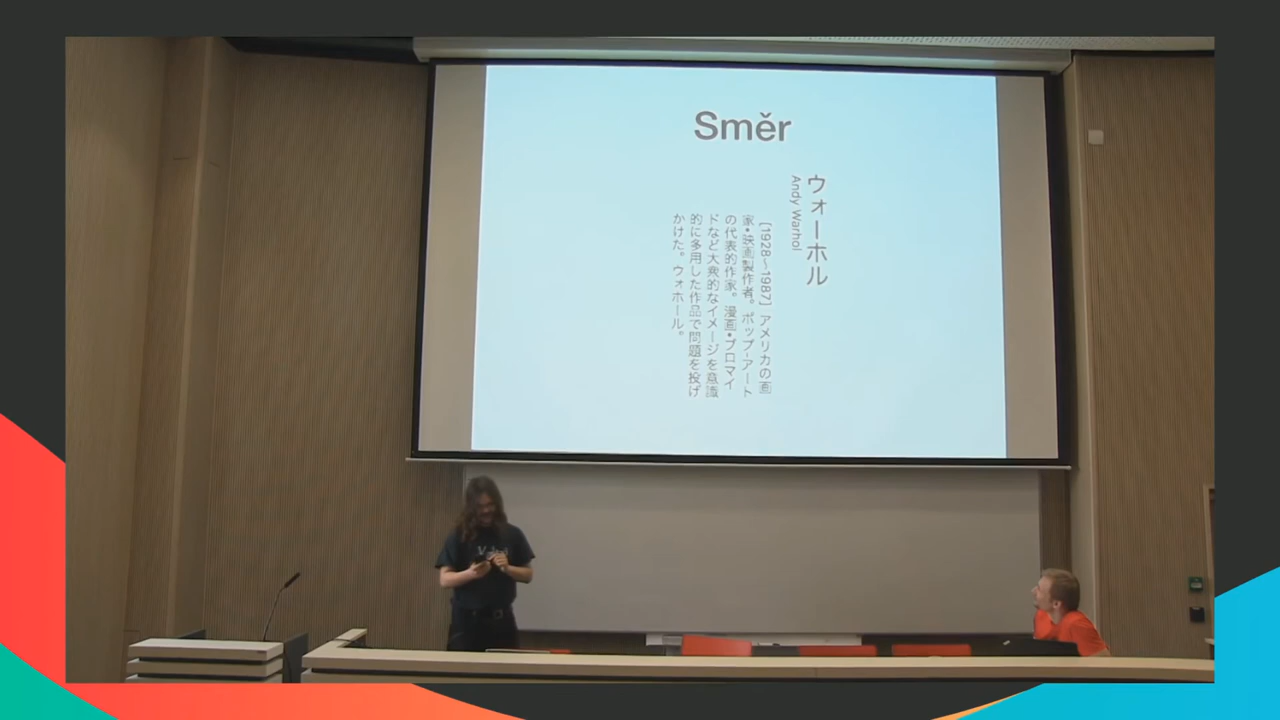 Směr
ウォーホル
Andy Warhol
［1928～1987］アメリカの画
家・映画製作者。ポップ-アート
の代表的作家。漫画・ブロマイ
ドなど大衆的なイメージを意識
的に多用した作品で問題を投げ
かけた。ウォホール。